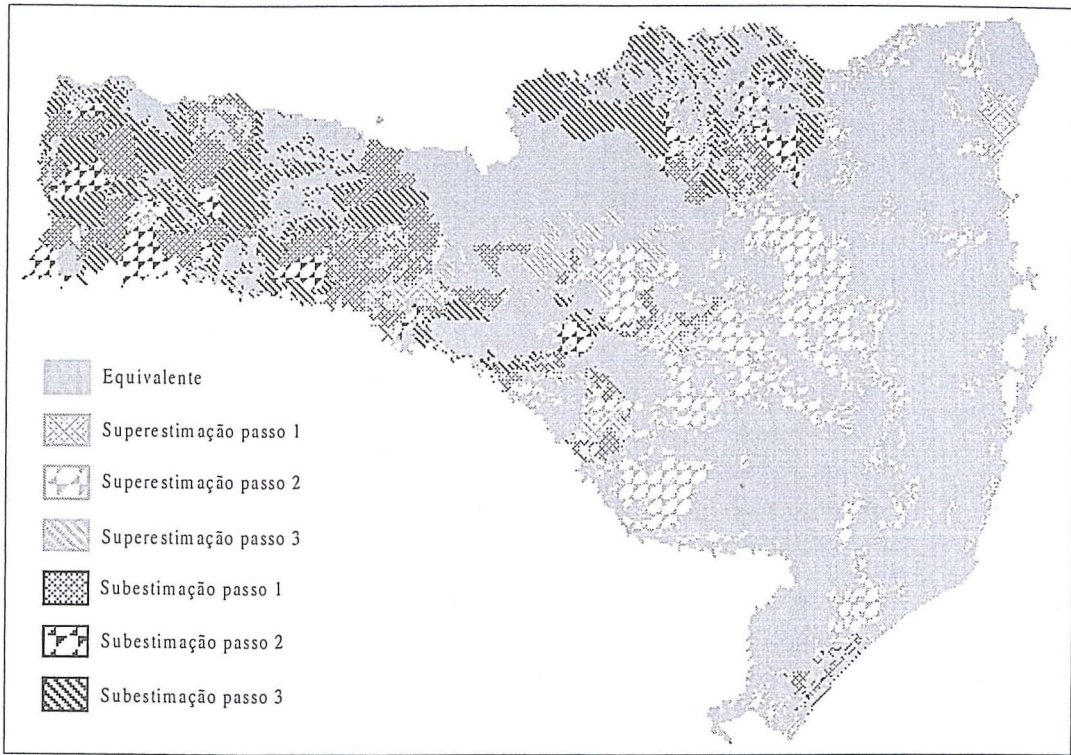 Equivalente
Superestimação passo 1
Superestimação passo 2
Superestimação passo 3
Subestimação passo 1
Subestimação passo 2
Subestimação passo 3